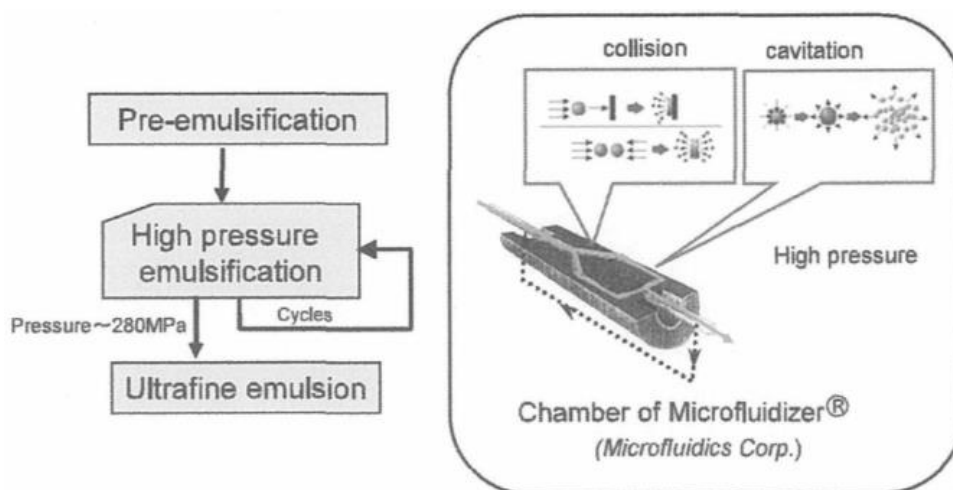 Pre-emulsification
High pressure
emulsification
Cycles
Pressure～280MPa
Ultrafine emulsion
collision
cavitation
High pressure
Chamber of Microfluidizer®
(Microfluidics Corp.)